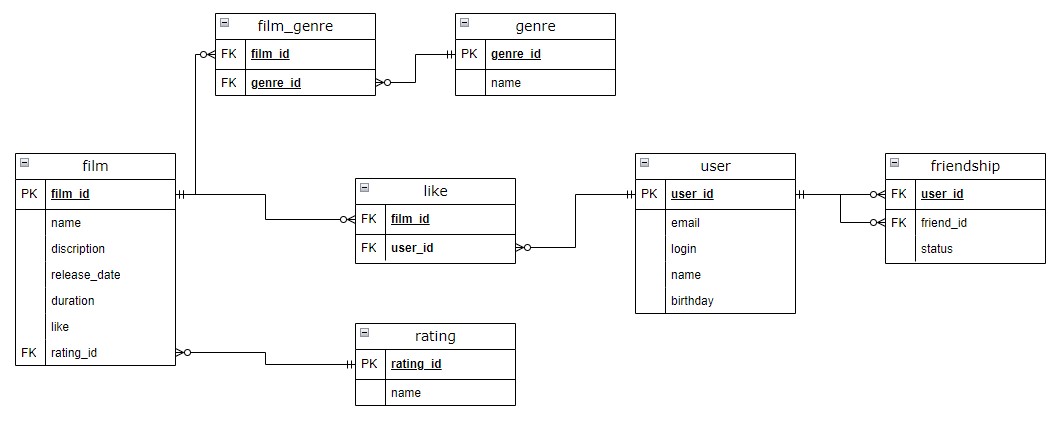 film_genre
FK film_id
FK genre_id
genre
PK genre_id
name
film
PK film_id
name
discription
release_date
duration
like
FK rating_id
like
FK film_id
FK user_id
user
PK user_id
email
login
name
birthday
friendship
FK user_id
FK friend_id
status
rating
PK rating_id
name